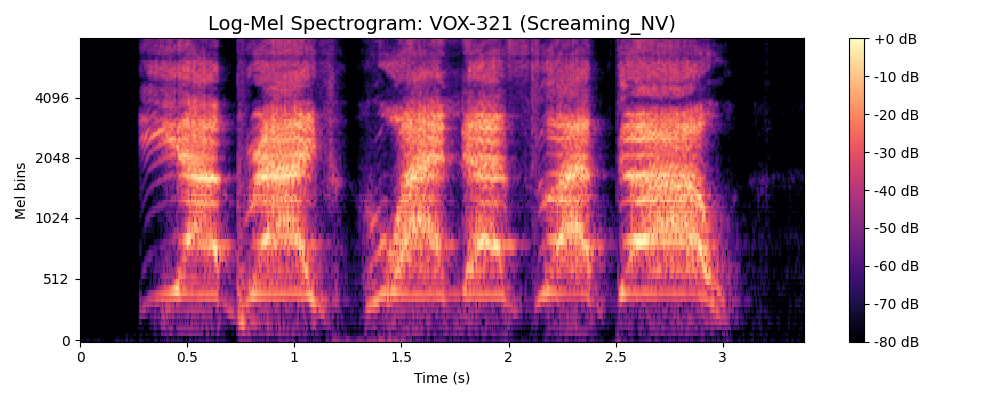 Log-Mel Spectrogram: VOX-321 (Screaming_NV)
Mel bins
4096
2048
1024
512
0
0
0.5
1
1.5
2
2.5
3
Time (s)
+0 dB
-10 dB
-20 dB
-30 dB
-40 dB
-50 dB
-60 dB
-70 dB
-80 dB